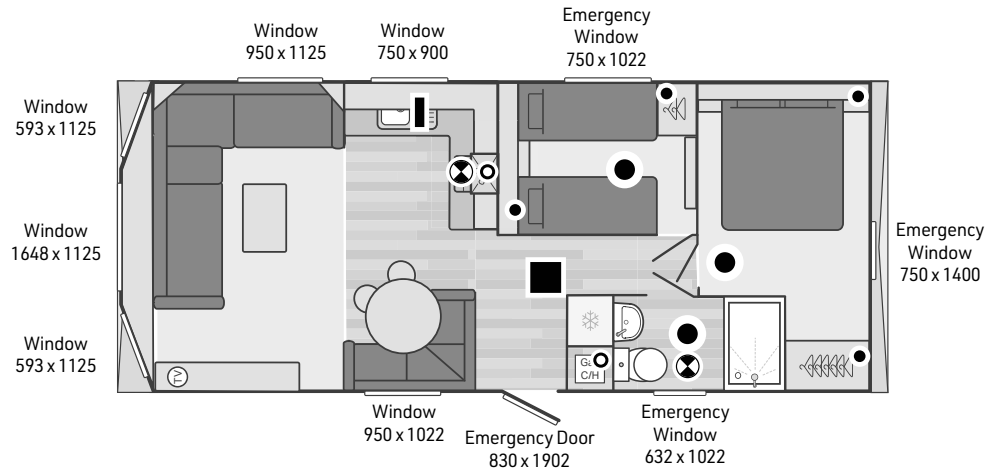 Window
950 x 1125
Window
750 x 900
Emergency
Window
750 x 1022
Window
593 x 1125
Window
1648 x 1125
Window
593 x 1125
Emergency
Window
750 x 1400
TV
C/H
Window
950 x 1022
Emergency Door
830 x 1902
Emergency
Window
632 x 1022